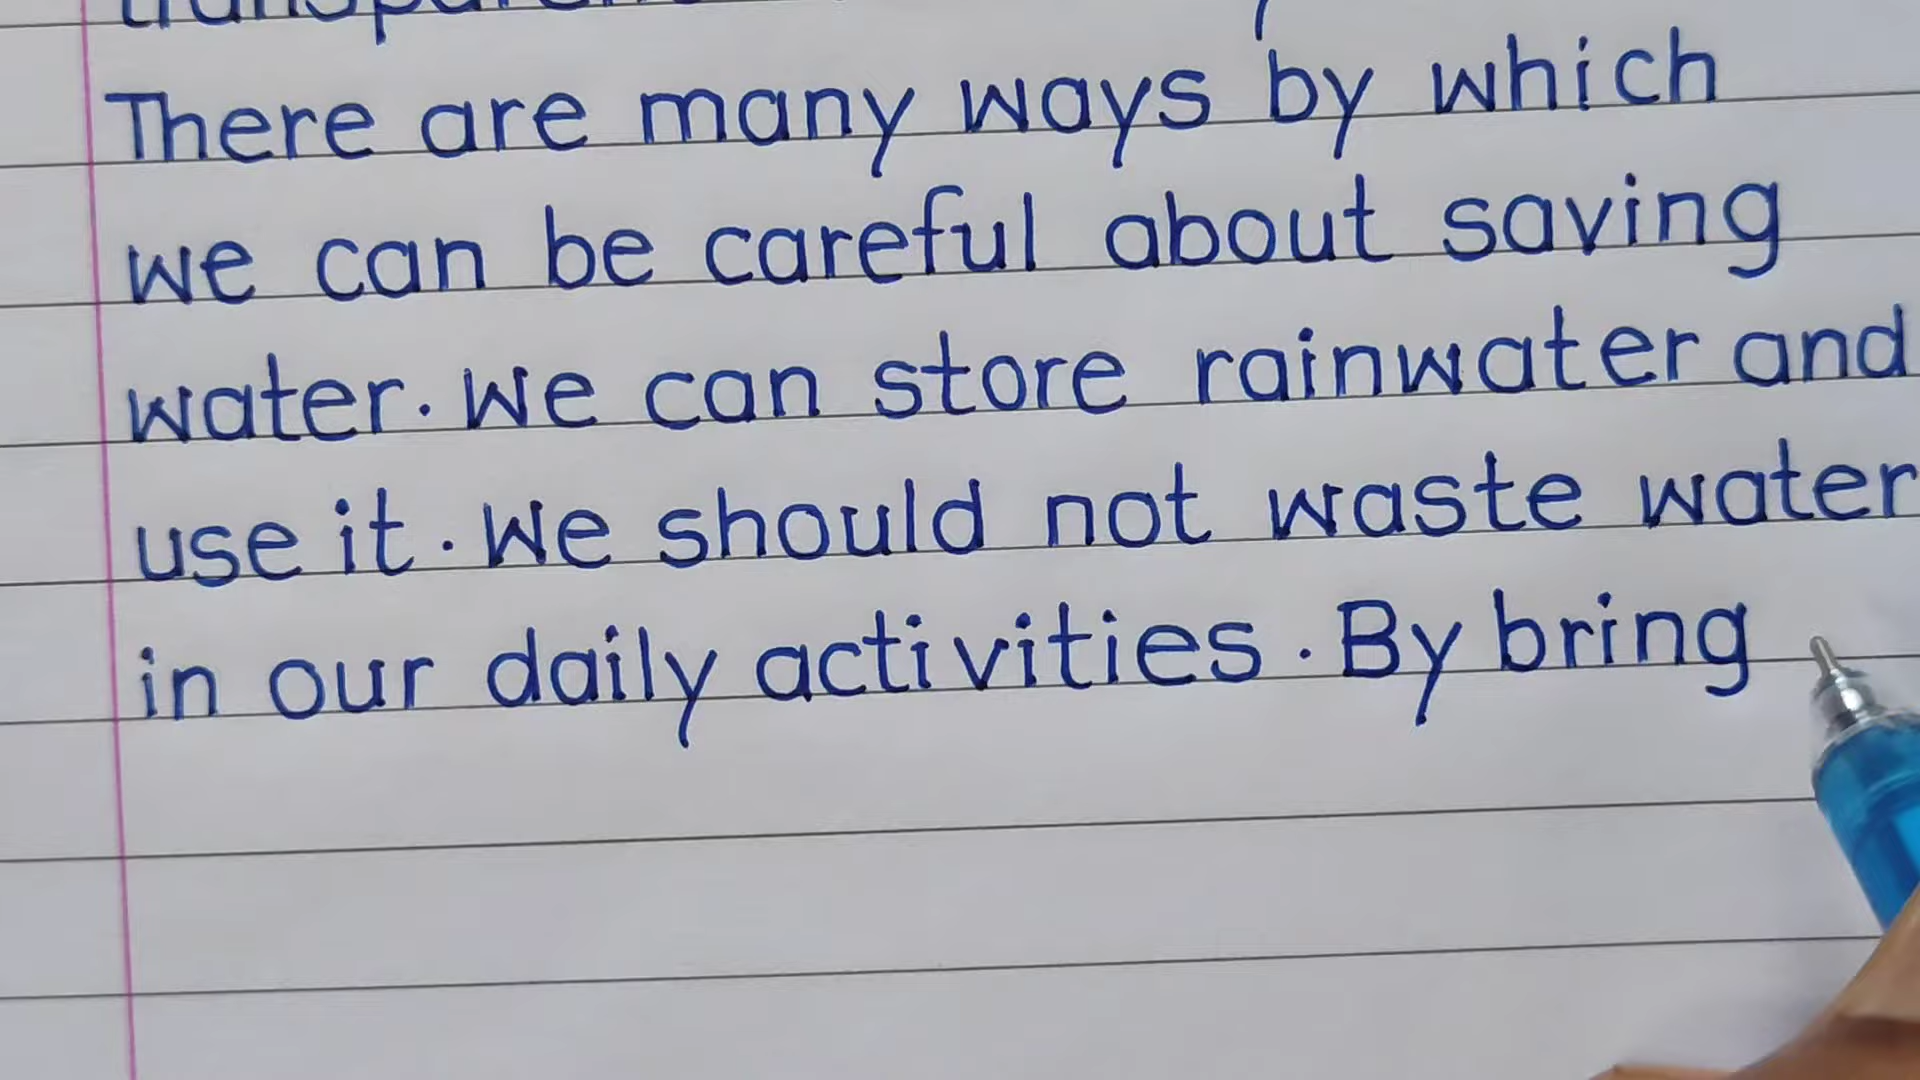 There are many ways by which
we can be careful about saving
water. We can store rainwater and
use it. We should not waste water
in our daily activities. By bring